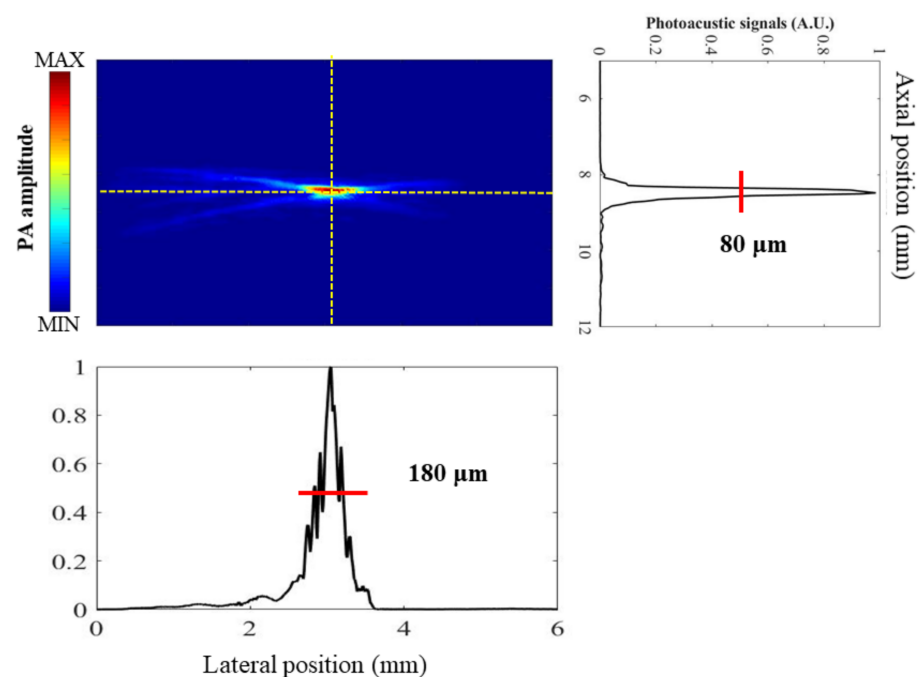 MAX
PA amplitude
MIN
Photoacustic signals (A.U.)
0
0.2
0.4
0.6
0.8
1
6
8
10
12
Axial position (mm)
80 µm
1
0.8
0.6
0.4
0.2
0
180 µm
0
2
4
6
Lateral position (mm)